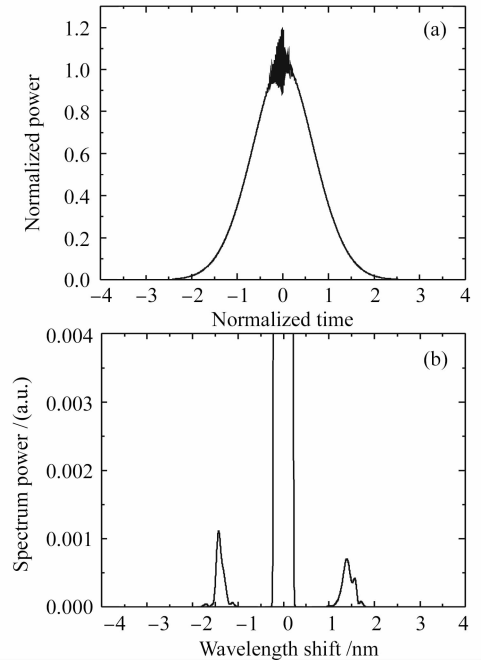 (a)
Normalized power
1.2
1.0
0.8
0.6
0.4
0.2
0.0
−4 −3 −2 −1 0 1 2 3 4
Normalized time
(b)
Spectrum power /(a.u.)
0.004
0.003
0.002
0.001
0.000
−4 −3 −2 −1 0 1 2 3 4
Wavelength shift /nm